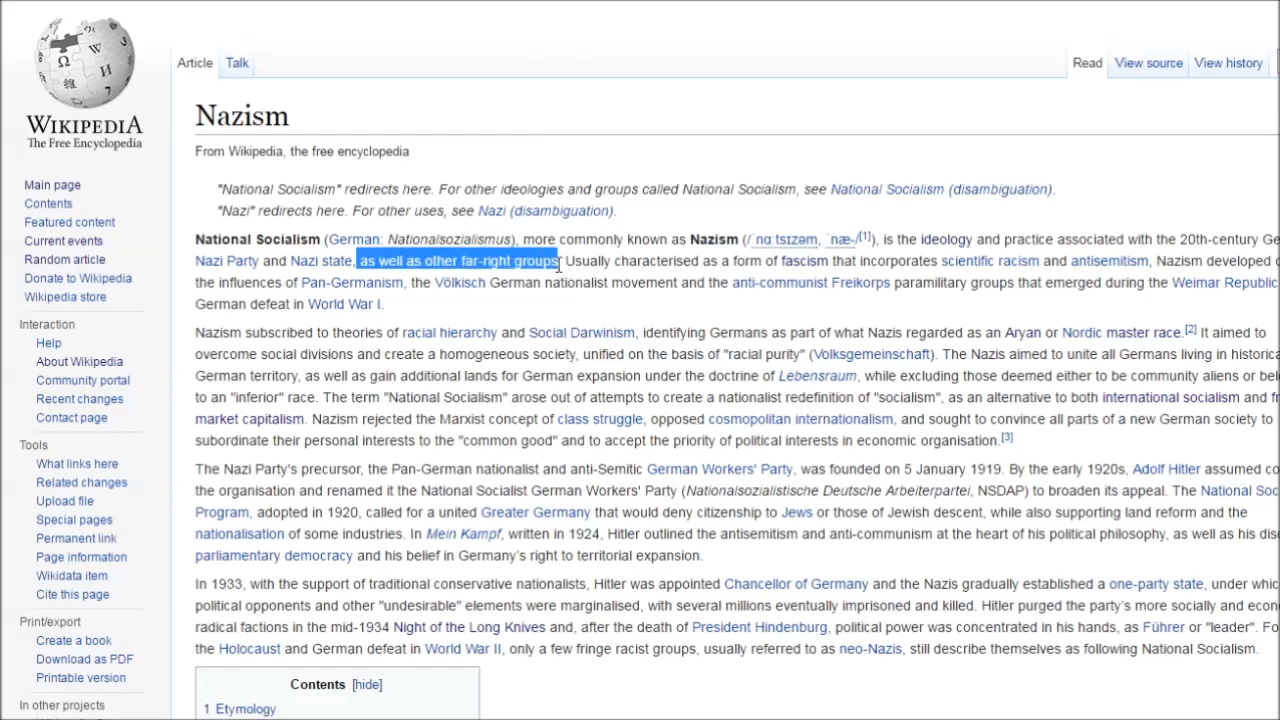 WIKIPEDIA
The Free Encyclopedia
Main page
Contents
Featured content
Current events
Random article
Donate to Wikipedia
Wikipedia store
Interaction
Help
About Wikipedia
Community portal
Recent changes
Contact page
Tools
What links here
Related changes
Upload file
Special pages
Permanent link
Page information
Wikidata item
Cite this page
Print/export
Create a book
Download as PDF
Printable version
In other projects
Article Talk Read View source View history
Nazism
From Wikipedia, the free encyclopedia
"National Socialism" redirects here. For other ideologies and groups called National Socialism, see National Socialism (disambiguation).
"Nazi" redirects here. For other uses, see Nazi (disambiguation).
National Socialism (German: Nationalsozialismus), more commonly known as Nazism (/ˈnɑːtsɪzəm, ˈnæ-/[1]), is the ideology and practice associated with the 20th-century Ge
Nazi Party and Nazi state, as well as other far-right groups. Usually characterised as a form of fascism that incorporates scientific racism and antisemitism, Nazism developed
the influences of Pan-Germanism, the Völkisch German nationalist movement and the anti-communist Freikorps paramilitary groups that emerged during the Weimar Republic
German defeat in World War I.
Nazism subscribed to theories of racial hierarchy and Social Darwinism, identifying Germans as part of what Nazis regarded as an Aryan or Nordic master race.[2] It aimed to
overcome social divisions and create a homogeneous society, unified on the basis of "racial purity" (Volksgemeinschaft). The Nazis aimed to unite all Germans living in historica
German territory, as well as gain additional lands for German expansion under the doctrine of Lebensraum, while excluding those deemed either to be community aliens or bel
to an "inferior" race. The term "National Socialism" arose out of attempts to create a nationalist redefinition of "socialism", as an alternative to both international socialism and fr
market capitalism. Nazism rejected the Marxist concept of class struggle, opposed cosmopolitan internationalism, and sought to convince all parts of a new German society to
subordinate their personal interests to the "common good" and to accept the priority of political interests in economic organisation.[3]
The Nazi Party's precursor, the Pan-German nationalist and anti-Semitic German Workers' Party, was founded on 5 January 1919. By the early 1920s, Adolf Hitler assumed co
the organisation and renamed it the National Socialist German Workers' Party (Nationalsozialistische Deutsche Arbeiterpartei, NSDAP) to broaden its appeal. The National Soc
Program, adopted in 1920, called for a united Greater Germany that would deny citizenship to Jews or those of Jewish descent, while also supporting land reform and the
nationalisation of some industries. In Mein Kampf, written in 1924, Hitler outlined the antisemitism and anti-communism at the heart of his political philosophy, as well as his dis
parliamentary democracy and his belief in Germany's right to territorial expansion.
In 1933, with the support of traditional conservative nationalists, Hitler was appointed Chancellor of Germany and the Nazis gradually established a one-party state, under whic
political opponents and other "undesirable" elements were marginalised, with several millions eventually imprisoned and killed. Hitler purged the party's more socially and econ
radical factions in the mid-1934 Night of the Long Knives and, after the death of President Hindenburg, political power was concentrated in his hands, as Führer or "leader". Fo
the Holocaust and German defeat in World War II, only a few fringe racist groups, usually referred to as neo-Nazis, still describe themselves as following National Socialism.
Contents [hide]
1 Etymology